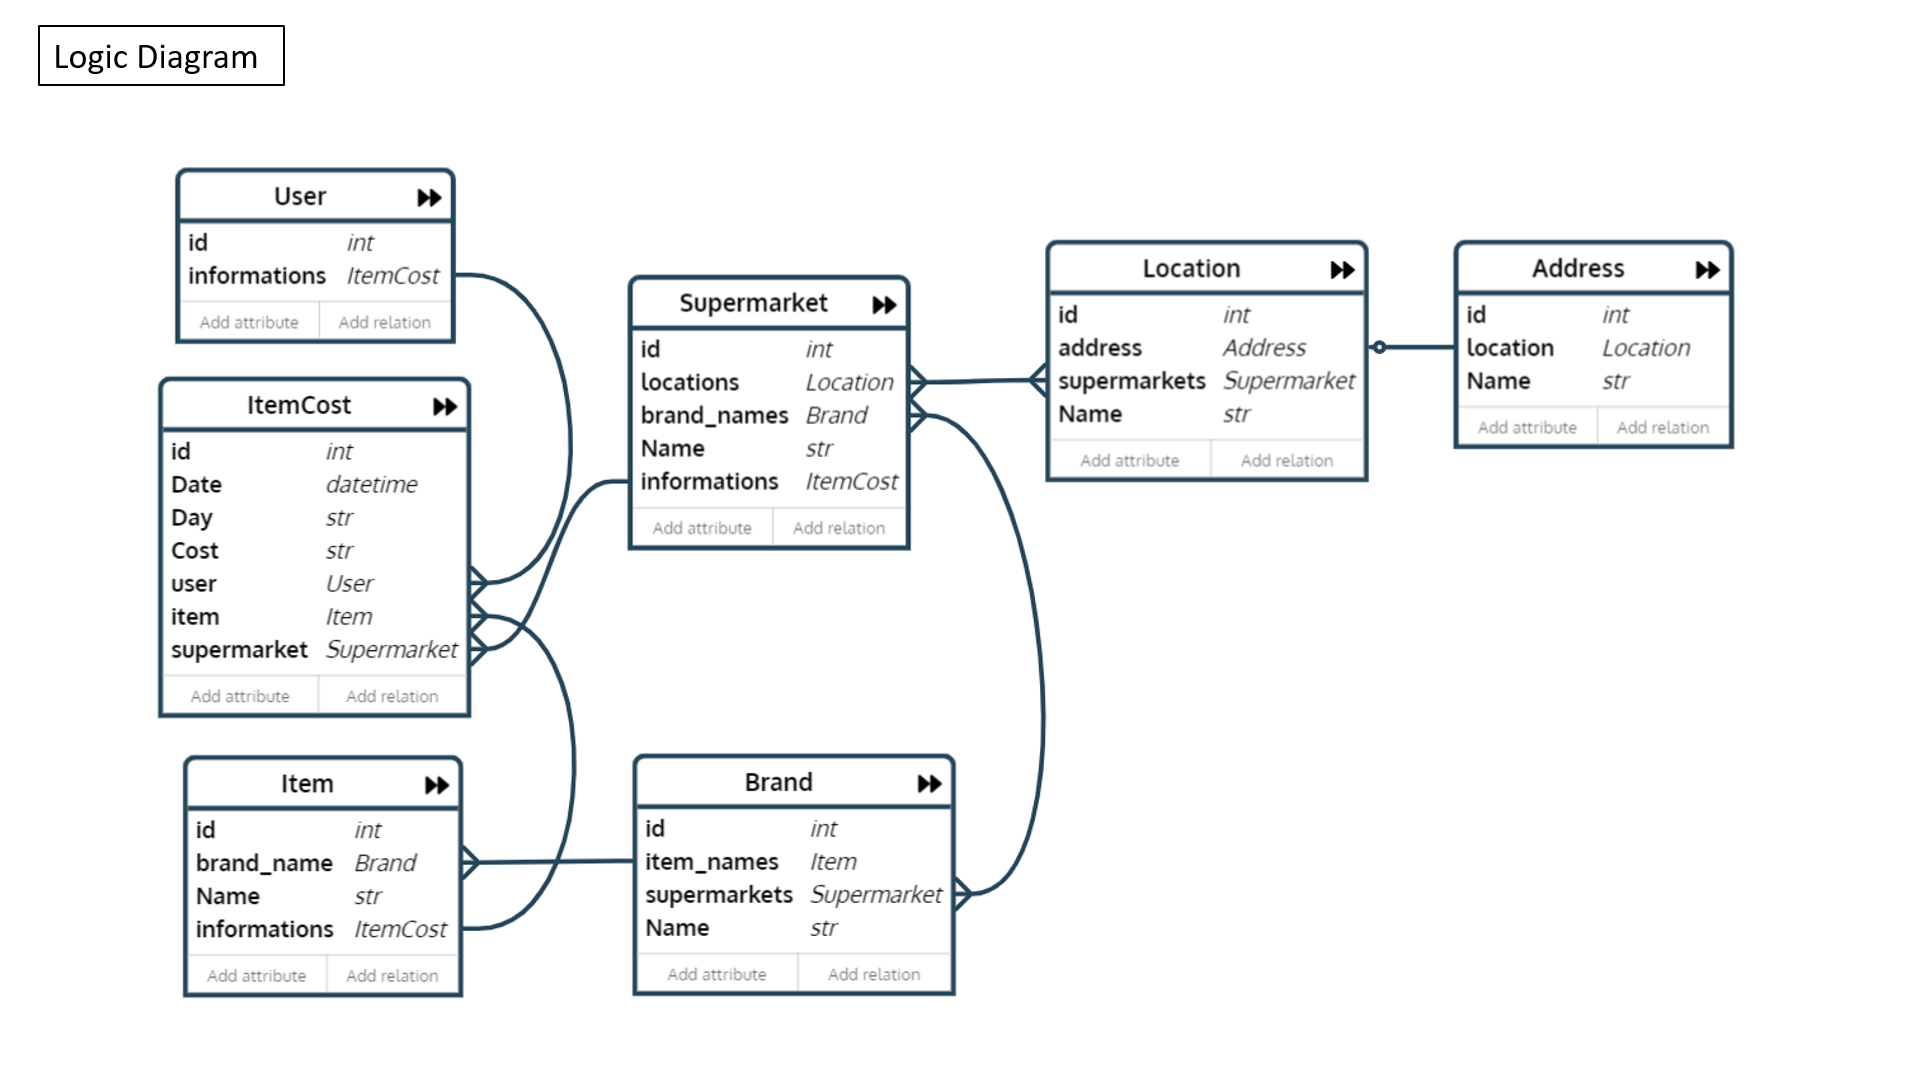 Logic Diagram
User
id int
informations ItemCost
Add attribute Add relation
ItemCost
id int
Date datetime
Day str
Cost str
user User
item Item
supermarket Supermarket
Add attribute Add relation
Item
id int
brand_name Brand
Name str
informations ItemCost
Add attribute Add relation
Supermarket
id int
locations Location
brand_names Brand
Name str
informations ItemCost
Add attribute Add relation
Brand
id int
item_names Item
supermarkets Supermarket
Name str
Add attribute Add relation
Location
id int
address Address
supermarkets Supermarket
Name str
Add attribute Add relation
Address
id int
location Location
Name str
Add attribute Add relation